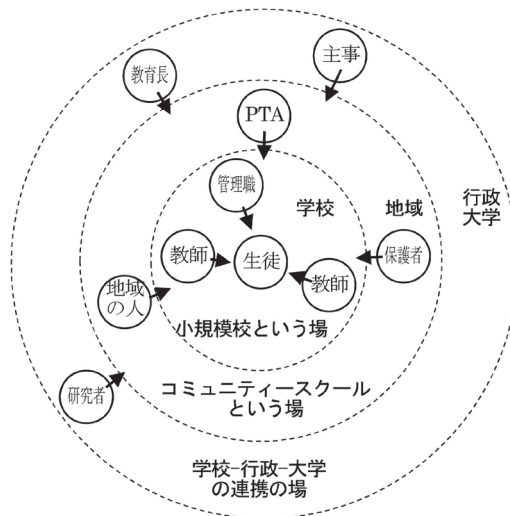 主事
教育長
PTA
管理職
学校
地域
行政
大学
教師
生徒
保護者
教師
地域
の人
小規模校という場
研究者
コミュニティースクール
という場
学校-行政-大学
の連携の場